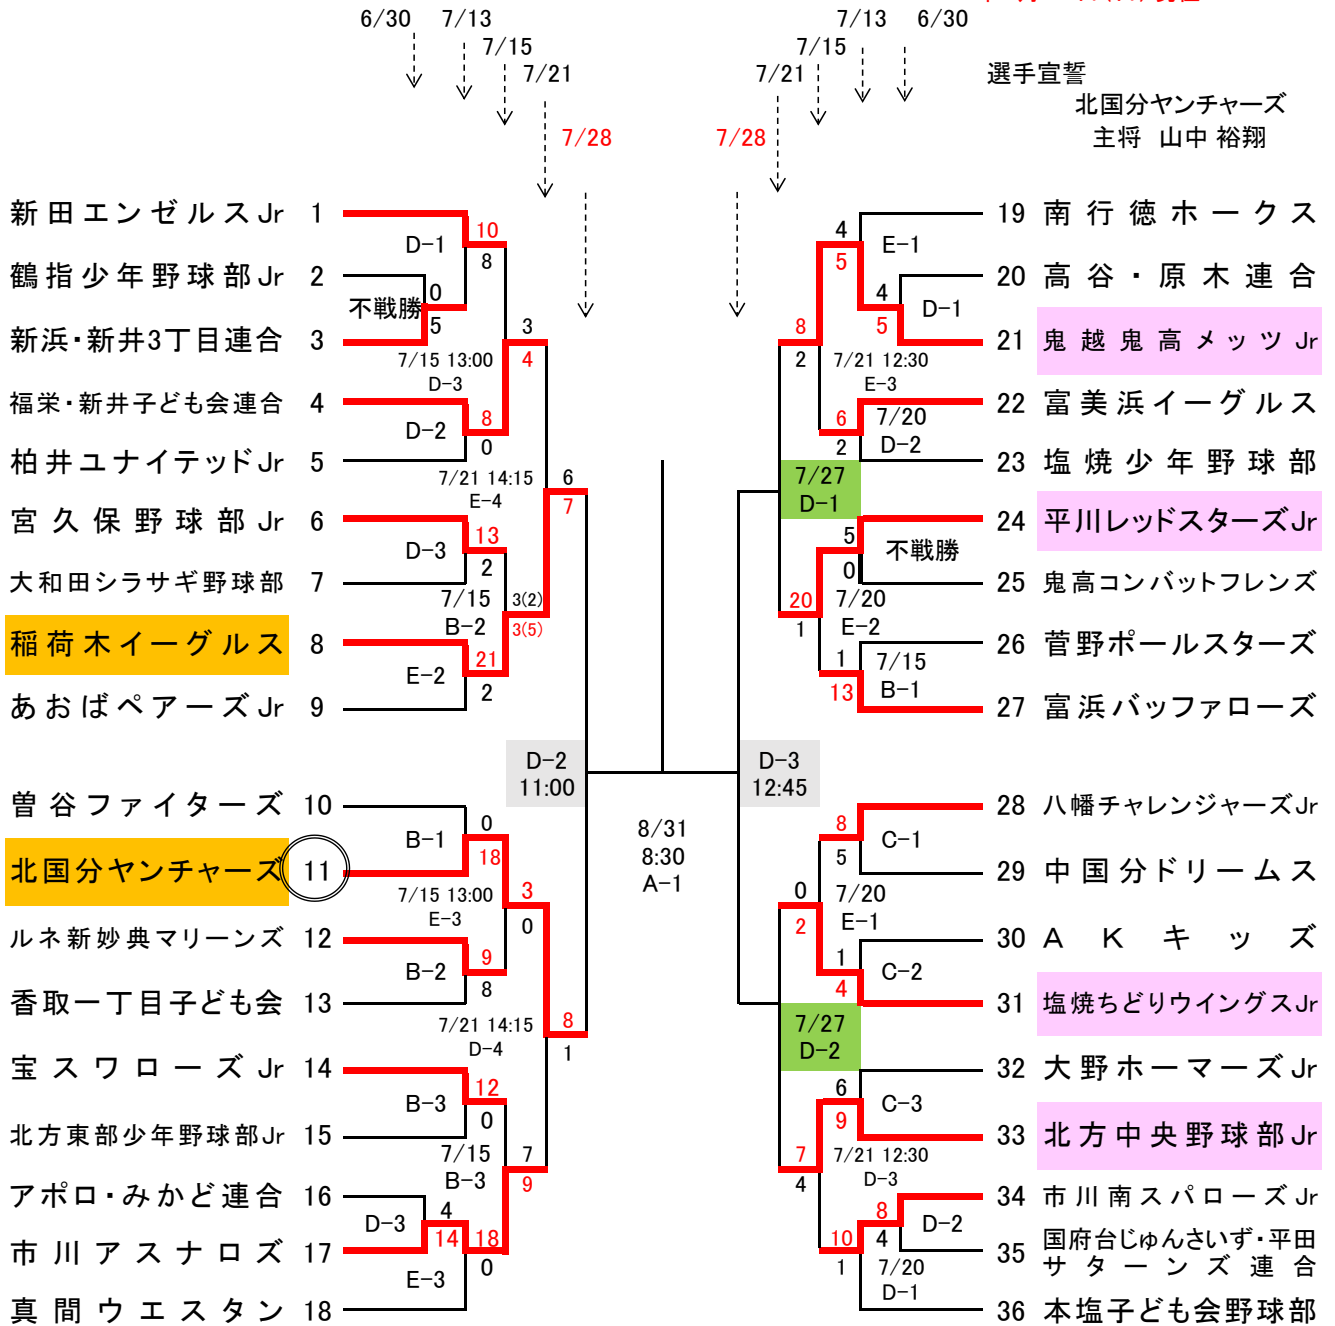 6/30
7/13
7/15
7/21
7/28
7/13
6/30
7/15
7/21
7/28
選手宣誓
北国分ヤンチャーズ
主将 山中 裕翔
新田エンゼルスJr 1
鶴指少年野球部Jr 2
新浜・新井3丁目連合 3
福栄・新井子ども会連合 4
柏井ユナイテッドJr 5
宮久保野球部Jr 6
大和田シラサギ野球部 7
稲荷木イーグルス 8
あおばペアーズJr 9
曽谷ファイターズ 10
北国分ヤンチャーズ 11
ルネ新妙典マリーンズ 12
香取一丁目子ども会 13
宝スワローズJr 14
北方東部少年野球部Jr 15
アポロ・みかど連合 16
市川アスナロズ 17
真間ウエスタン 18
D-1
10
8
不戦勝
0
5
7/15 13:00
D-3
3
4
D-2
8
0
7/21 14:15
E-4
6
7
D-3
13
2
7/15
B-2
3(2)
3(5)
E-2
21
2
D-2
11:00
B-1
0
18
7/15 13:00
E-3
3
0
B-2
9
8
7/21 14:15
D-4
8
1
B-3
12
0
7/15
B-3
7
9
D-3
4
14
18
0
E-3
8/31
8:30
A-1
19 南行徳ホークス
20 高谷・原木連合
21 鬼越鬼高メッツJr
22 富美浜イーグルス
23 塩焼少年野球部
24 平川レッドスターズJr
25 鬼高コンバットフレンズ
26 菅野ポールスターズ
27 富浜バッファローズ
28 八幡チャレンジャーズJr
29 中国分ドリームス
30 AKキッズ
31 塩焼ちどりウイングスJr
32 大野ホーマーズJr
33 北方中央野球部Jr
34 市川南スパローズJr
35 国府台じゅんさいず・平田
サターンズ連合
36 本塩子ども会野球部
4
5
E-1
4
5
D-1
8
2
7/21 12:30
E-3
6
2
7/20
D-2
7/27
D-1
5
0
不戦勝
20
1
7/20
E-2
1
13
7/15
B-1
D-3
12:45
8
5
C-1
0
2
7/20
E-1
1
4
C-2
7/27
D-2
6
9
C-3
7
4
7/21 12:30
D-3
8
4
D-2
10
1
7/20
D-1